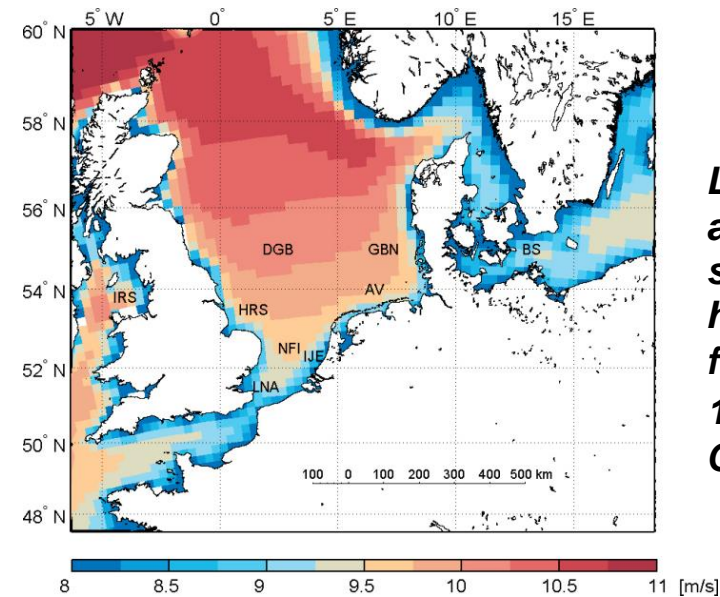 5° W 0° 5° E 10° E 15° E
60° N
58° N
56° N
DGB GBN BS
54° N
AV
IRS
HRS
NFI IJE
52° N
LNA
50° N
100 0 100 200 300 400 500 km
48° N
8 8.5 9 9.5 10 10.5 11 [m/s]